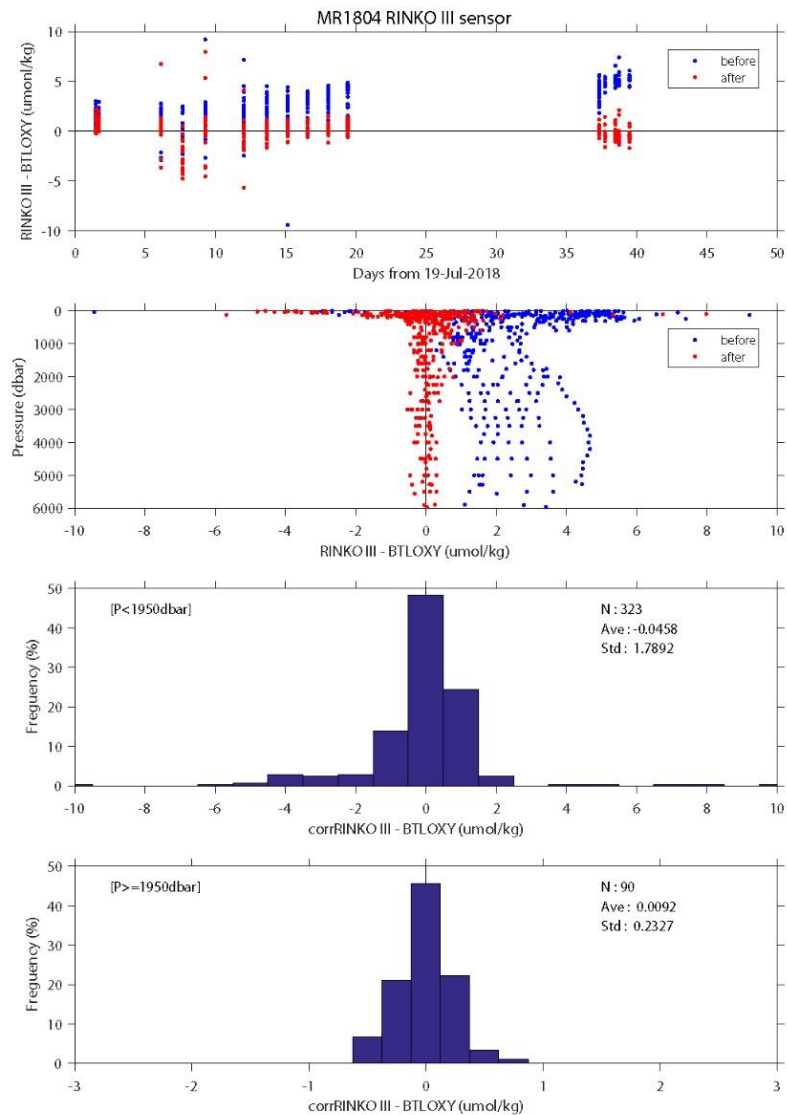 MR1804 RINKO III sensor
10
5
0
-5
-10
RINKO III - BTLOXY (umonl/kg)
before
after
0 5 10 15 20 25 30 35 40 45 50
Days from 19-Jul-2018
0
1000
2000
3000
4000
5000
6000
Pressure (dbar)
before
after
-10 -8 -6 -4 -2 0 2 4 6 8 10
RINKO III - BTLOXY (umol/kg)
50
40
30
20
10
0
Freguency (%)
[P<1950dbar]
N : 323
Ave : -0.0458
Std : 1.7892
-10 -8 -6 -4 -2 0 2 4 6 8 10
corrRINKO III - BTLOXY (umol/kg)
50
40
30
20
10
0
Freguency (%)
[P>=1950dbar]
N : 90
Ave : 0.0092
Std : 0.2327
-3 -2 -1 0 1 2 3
corrRINKO III - BTLOXY (umol/kg)